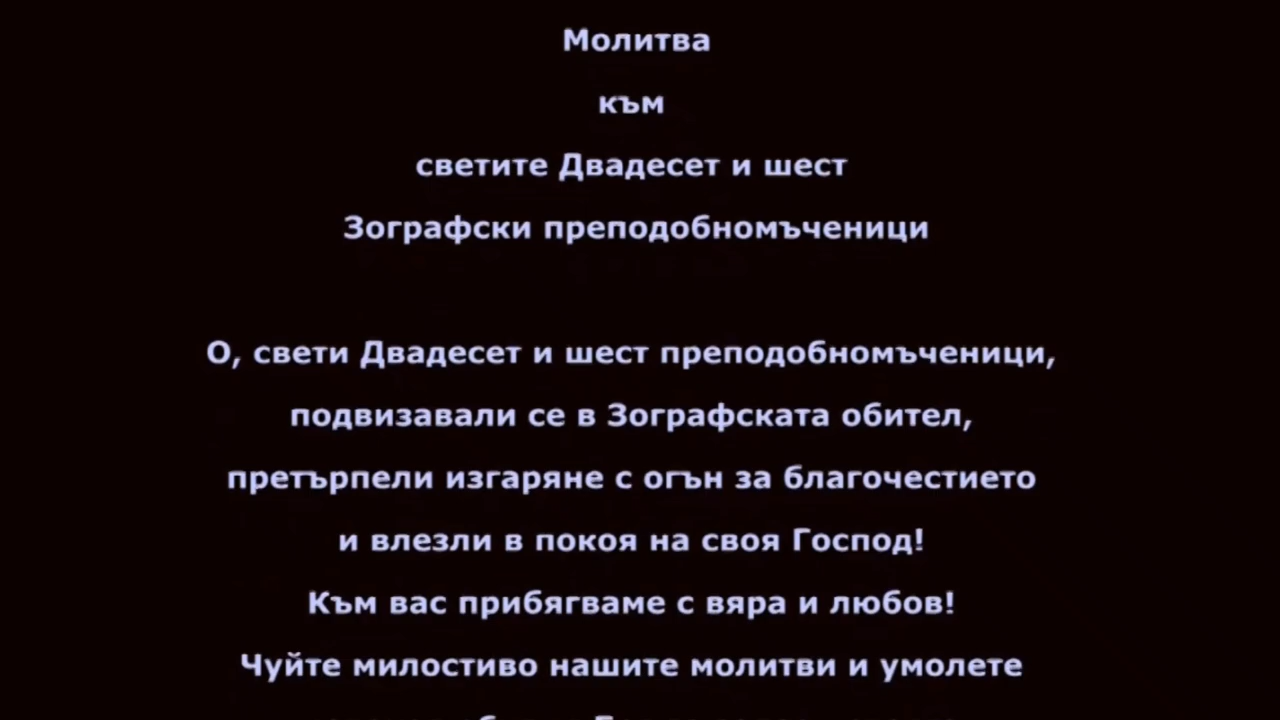 Молитва
към
светите Двадесет и шест
Зографски преподобномъченици
О, свети Двадесет и шест преподобномъченици,
подвизавали се в Зографската обител,
претърпели изгаряне с огън за благочестието
и влезли в покоя на своя Господ!
Към вас прибягваме с вяра и любов!
Чуйте милостиво нашите молитви и умолете